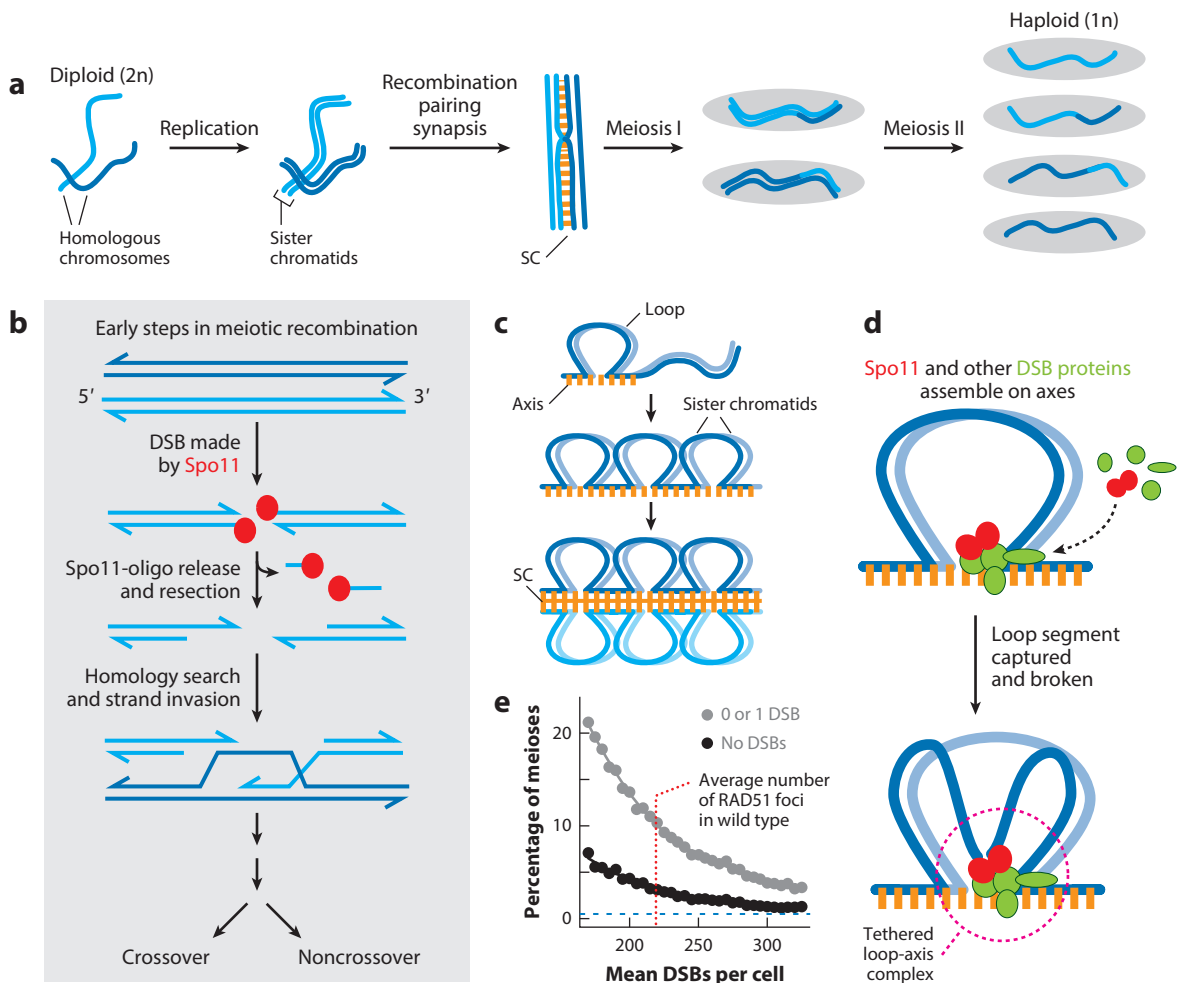 a
Diploid (2n)
Homologous
chromosomes
Replication
Sister
chromatids
Recombination
pairing
synapsis
SC
Meiosis I
Meiosis II
Haploid (1n)
b
Early steps in meiotic recombination
5′
3′
DSB made
by Spo11
Spo11-oligo release
and resection
Homology search
and strand invasion
Crossover
Noncrossover
c
Loop
Axis
Sister chromatids
SC
d
Spo11 and other DSB proteins
assemble on axes
Loop segment
captured
and broken
Tethered
loop-axis
complex
e
Percentage of meioses
20
10
0
0 or 1 DSB
No DSBs
Average number
of RAD51 foci
in wild type
200
250
300
Mean DSBs per cell